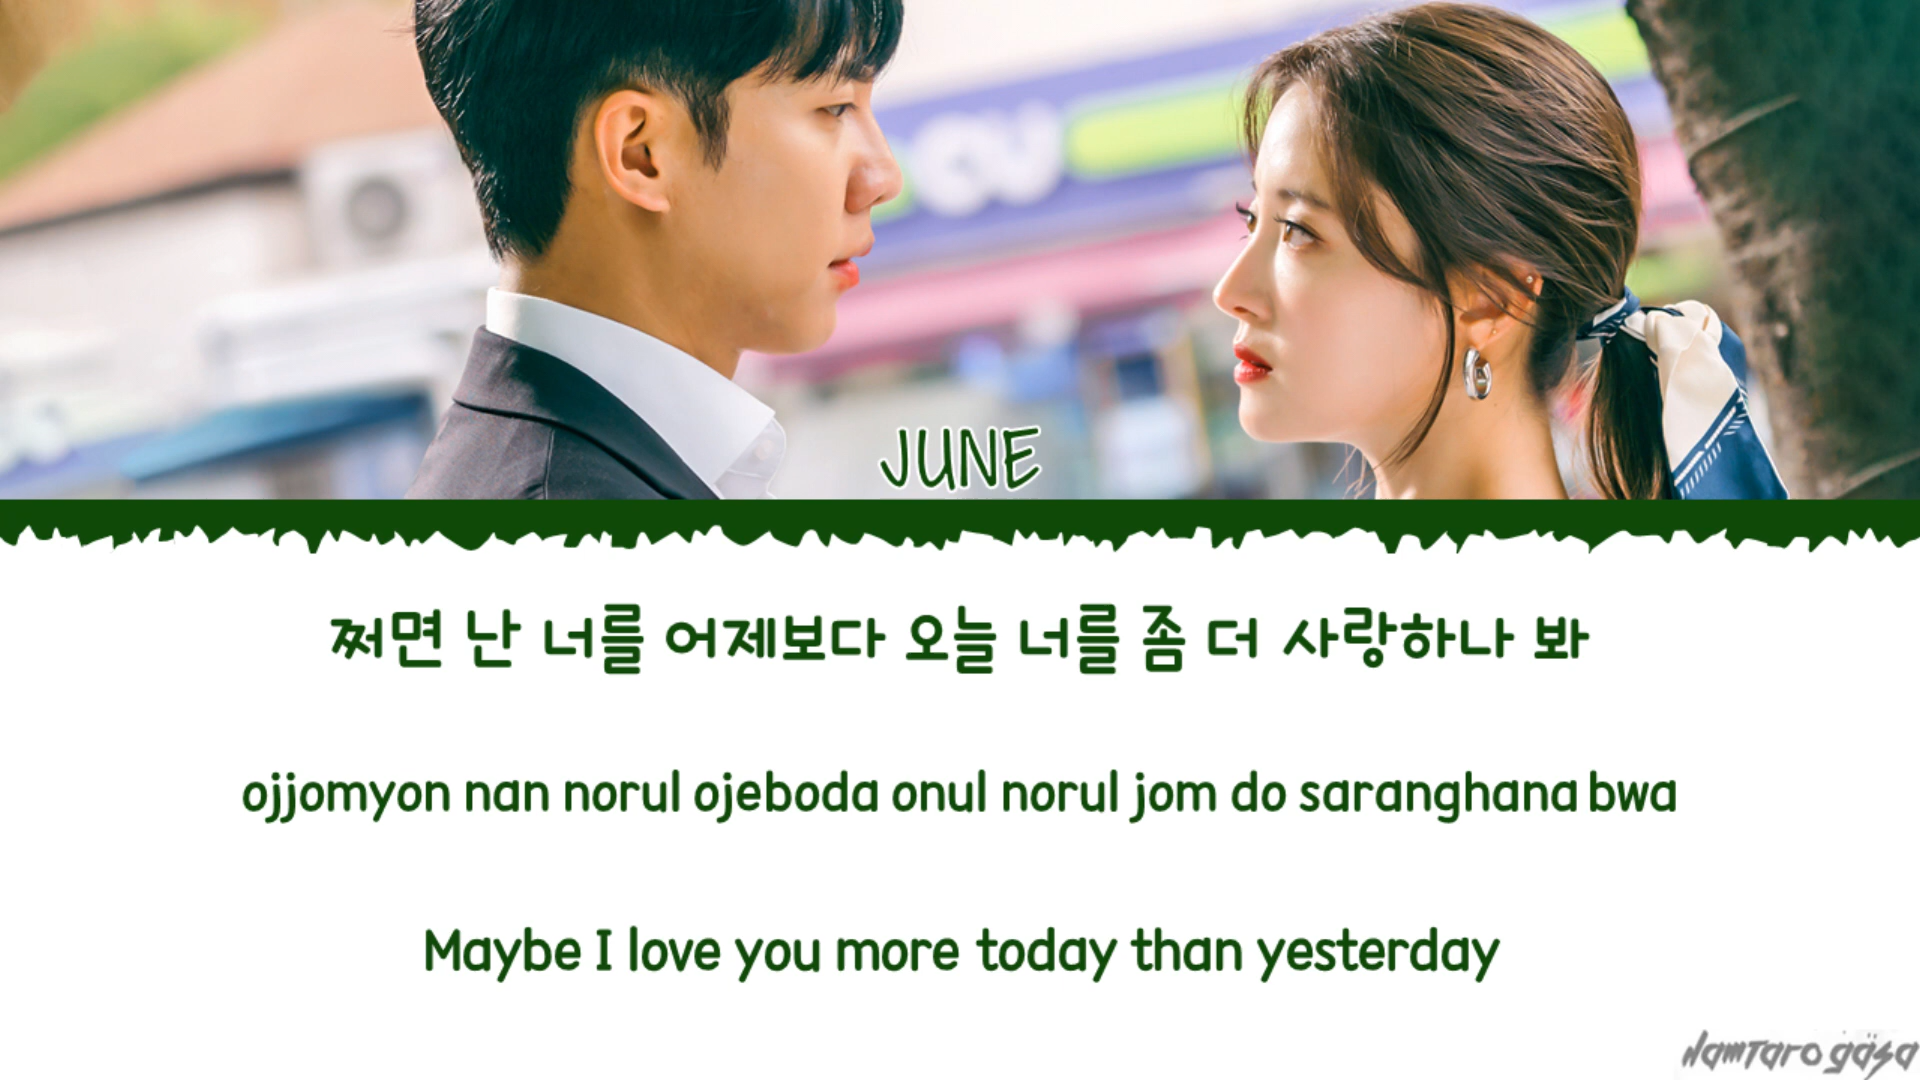 CU
JUNE
쩌면 난 너를 어제보다 오늘 너를 좀 더 사랑하나 봐
ojjomyon nan norul ojeboda onul norul jom do saranghana bwa
Maybe I love you more today than yesterday
Hamtaro gäsa